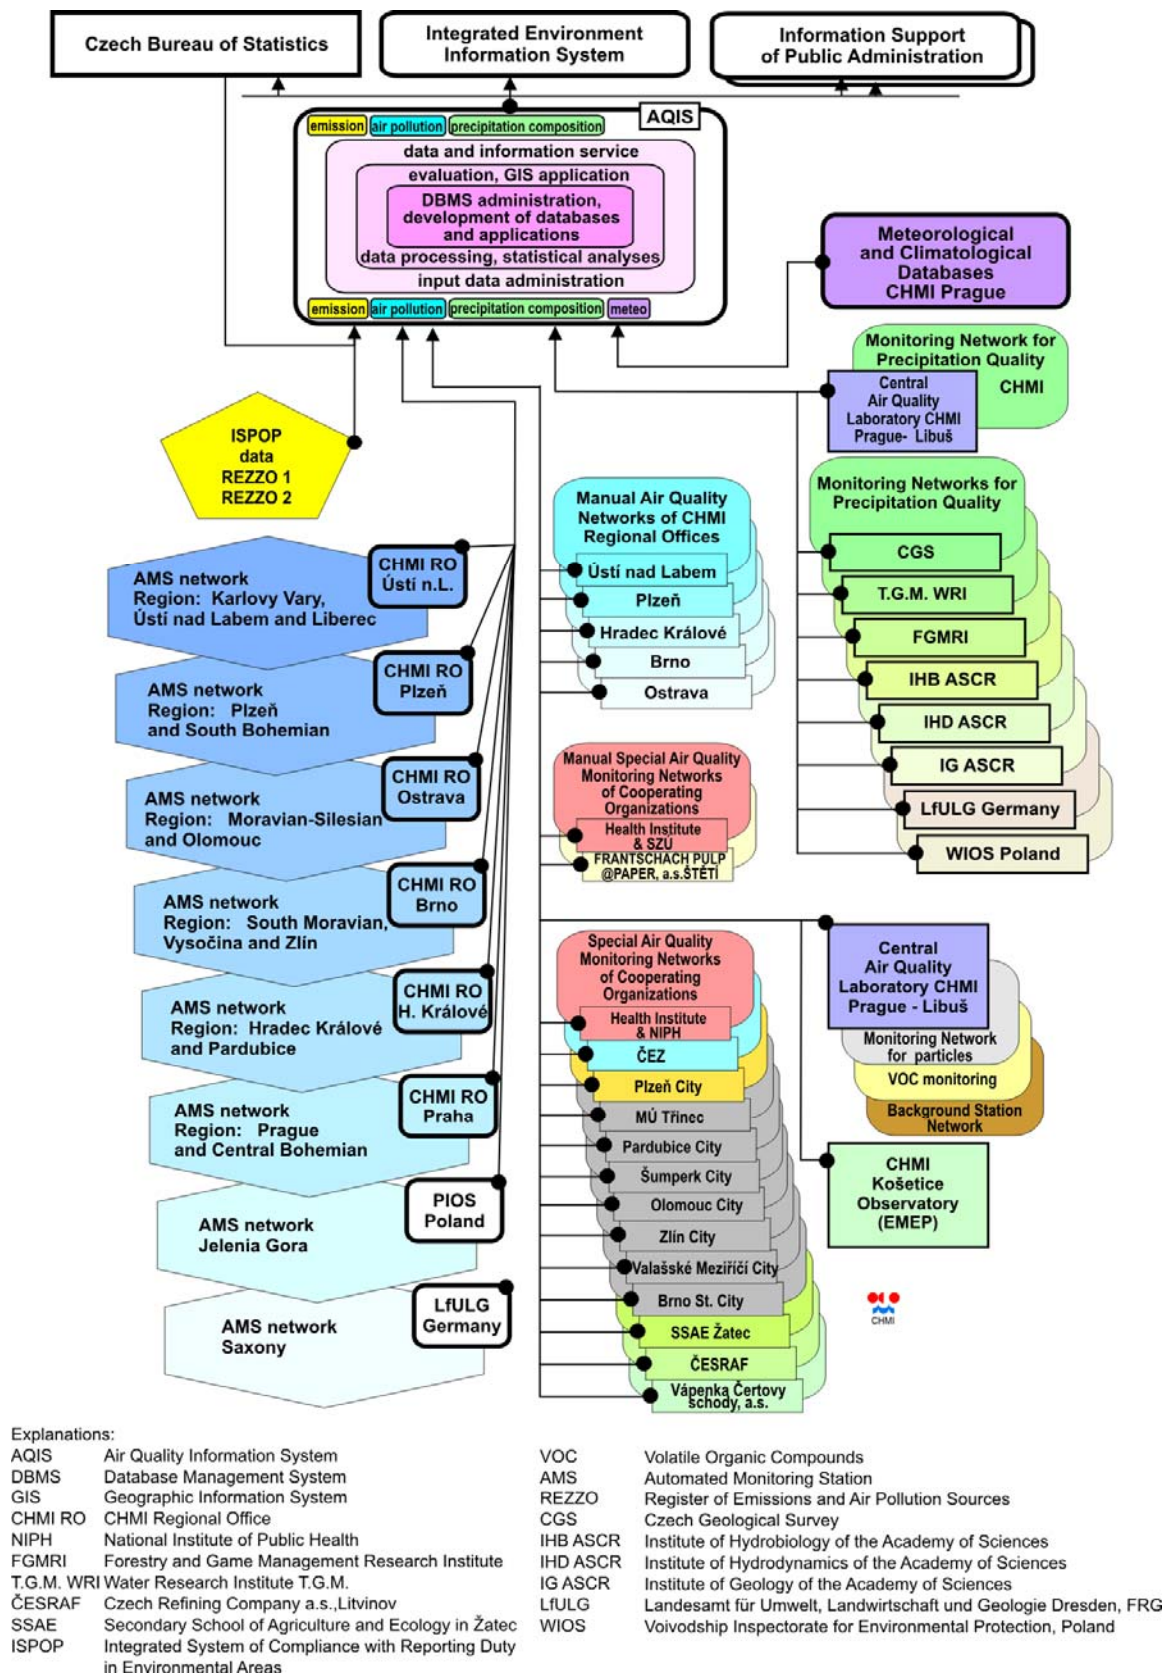 Czech Bureau of Statistics
Integrated Environment
Information System
Information Support
of Public Administration
AQIS
emission
air pollution
precipitation composition
data and information service
evaluation, GIS application
DBMS administration,
development of databases
and applications
data processing, statistical analyses
input data administration
emission
air pollution
precipitation composition
meteo
Meteorological
and Climatological
Databases
CHMI Prague
Monitoring Network for
Precipitation Quality
CHMI
Central
Air Quality
Laboratory CHMI
Prague- Libuš
ISPOP
data
REZZO 1
REZZO 2
Monitoring Networks for
Precipitation Quality
CGS
T.G.M. WRI
FGMRI
IHB ASCR
IHD ASCR
IG ASCR
LfULG Germany
WIOS Poland
Manual Air Quality
Networks of CHMI
Regional Offices
Ústí nad Labem
Plzeň
Hradec Králové
Brno
Ostrava
CHMI RO
Ústí n.L.
AMS network
Region: Karlovy Vary,
Ústí nad Labem and Liberec
CHMI RO
Plzeň
AMS network
Region: Plzeň
and South Bohemian
CHMI RO
Ostrava
AMS network
Region: Moravian-Silesian
and Olomouc
CHMI RO
Brno
AMS network
Region: South Moravian,
Vysočina and Zlín
CHMI RO
H. Králové
AMS network
Region: Hradec Králové
and Pardubice
CHMI RO
Praha
AMS network
Region: Prague
and Central Bohemian
PIOS
Poland
AMS network
Jelenia Gora
LfULG
Germany
AMS network
Saxony
Manual Special Air Quality
Monitoring Networks
of Cooperating
Organizations
Health Institute
& SZÚ
FRANTSCHACH PULP
@PAPER, a.s.ŠTĚTÍ
Special Air Quality
Monitoring Networks
of Cooperating
Organizations
Health Institute
& NIPH
ČEZ
Plzeň City
MÚ Třinec
Pardubice City
Šumperk City
Olomouc City
Zlín City
Valašské Meziříčí City
Brno St. City
SSAE Žatec
ČESRAF
Vápenka Čertovy
schody, a.s.
Central
Air Quality
Laboratory CHMI
Prague - Libuš
Monitoring Network
for particles
VOC monitoring
Background Station
Network
CHMI
Košetice
Observatory
(EMEP)
CHMI
Explanations:
AQIS Air Quality Information System
DBMS Database Management System
GIS Geographic Information System
CHMI RO CHMI Regional Office
NIPH National Institute of Public Health
FGMRI Forestry and Game Management Research Institute
T.G.M. WRI Water Research Institute T.G.M.
ČESRAF Czech Refining Company a.s.,Litvinov
SSAE Secondary School of Agriculture and Ecology in Žatec
ISPOP Integrated System of Compliance with Reporting Duty
in Environmental Areas
VOC Volatile Organic Compounds
AMS Automated Monitoring Station
REZZO Register of Emissions and Air Pollution Sources
CGS Czech Geological Survey
IHB ASCR Institute of Hydrobiology of the Academy of Sciences
IHD ASCR Institute of Hydrodynamics of the Academy of Sciences
IG ASCR Institute of Geology of the Academy of Sciences
LfULG Landesamt für Umwelt, Landwirtschaft und Geologie Dresden, FRG
WIOS Voivodship Inspectorate for Environmental Protection, Poland